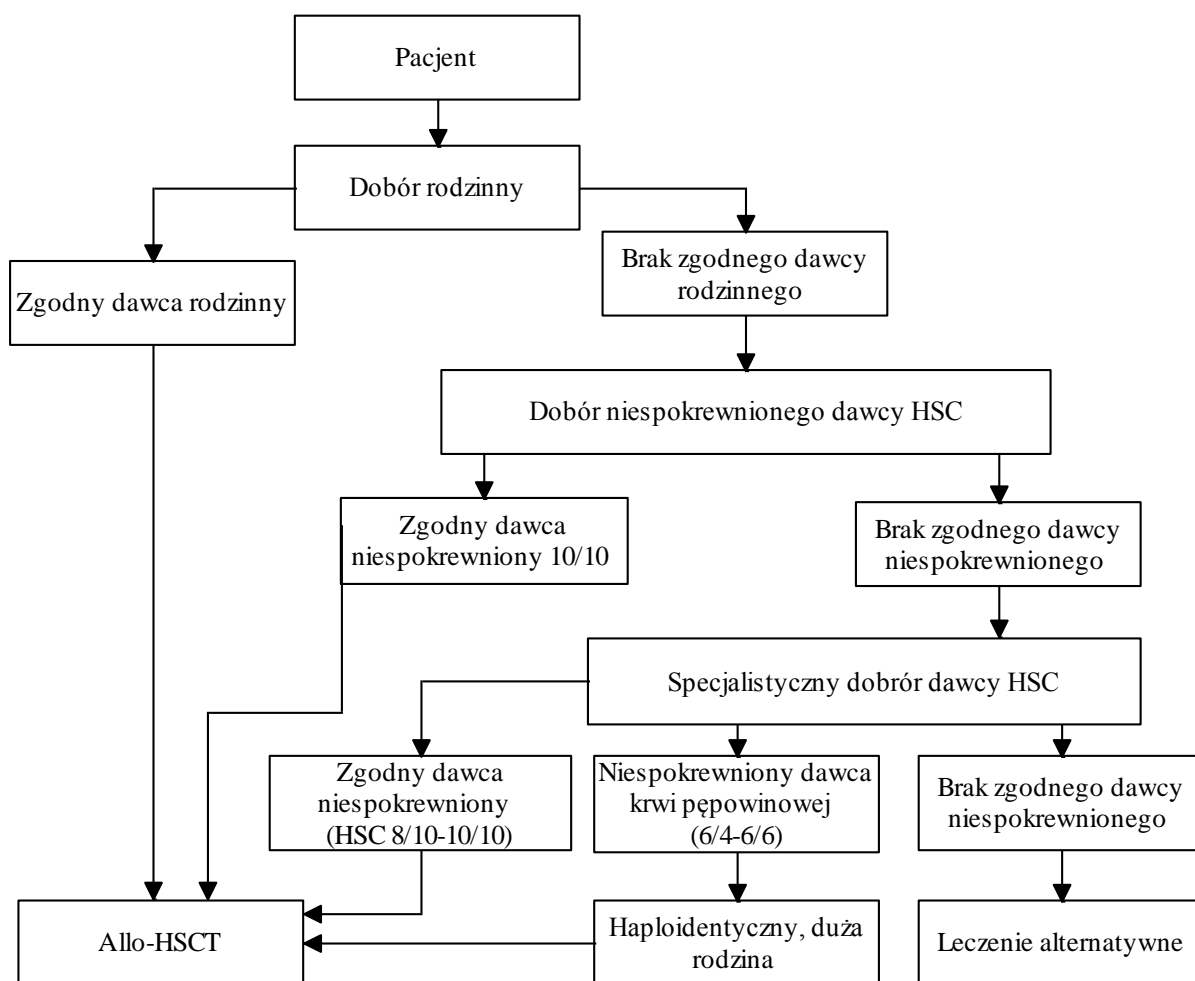 Pacjent
Dobór rodzinny
Zgodny dawca rodzinny
Brak zgodnego dawcy
rodzinnego
Dobór niespokrewnionego dawcy HSC
Zgodny dawca
niespokrewniony 10/10
Brak zgodnego dawcy
niespokrewnionego
Specjalistyczny dobrór dawcy HSC
Zgodny dawca
niespokrewniony
(HSC 8/10-10/10)
Niespokrewniony dawca
krwi pępowinowej
(6/4-6/6)
Brak zgodnego dawcy
niespokrewnionego
Allo-HSCT
Haploidentyczny, duża
rodzina
Leczenie alternatywne